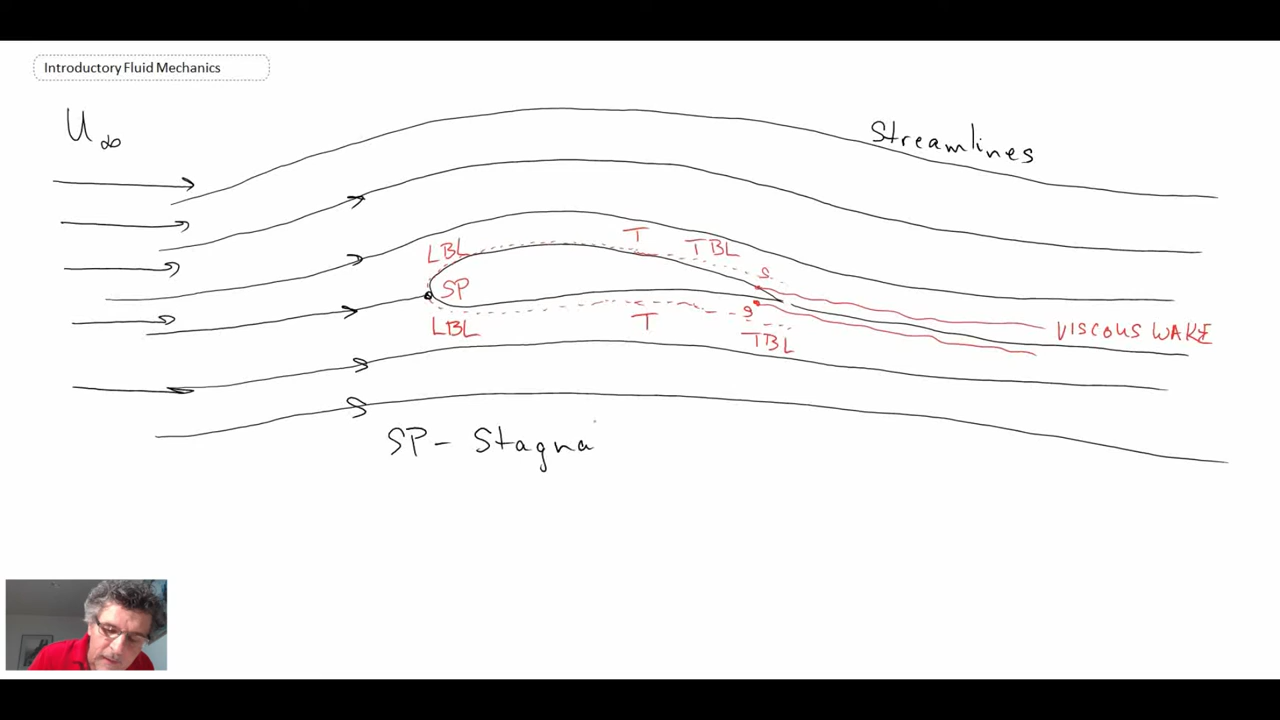 Introductory Fluid Mechanics
U∞
Streamlines
LBL
T
TBL
S
SP
S
LBL
T
TBL
VISCOUS WAKE
SP - Stagna